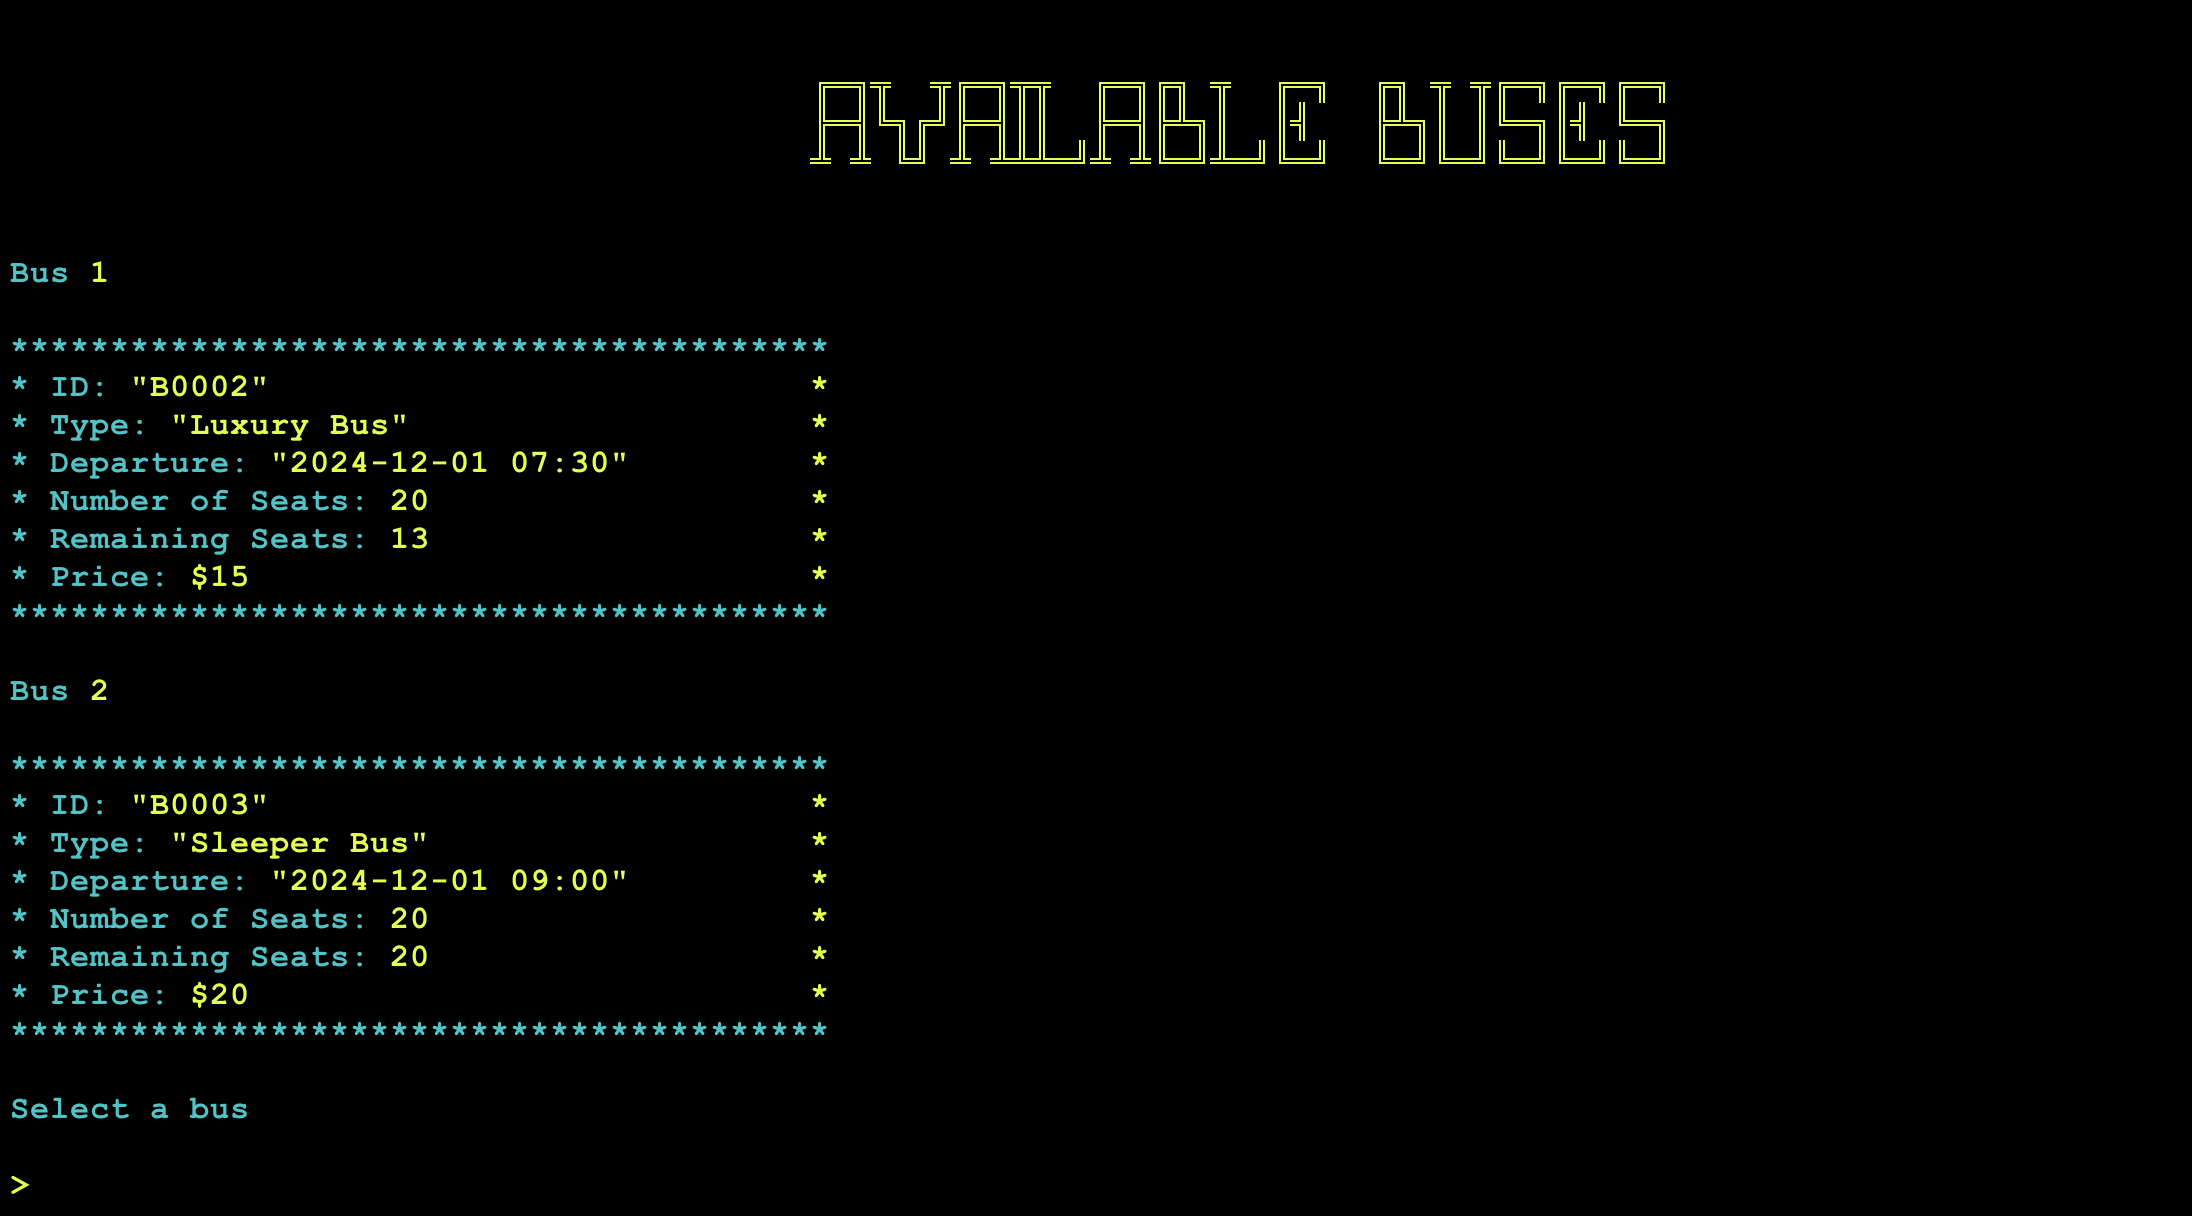 AVAILABLE BUSES
Bus 1
*****************************************
* ID: "B0002" *
* Type: "Luxury Bus" *
* Departure: "2024-12-01 07:30" *
* Number of Seats: 20 *
* Remaining Seats: 13 *
* Price: $15 *
*****************************************
Bus 2
*****************************************
* ID: "B0003" *
* Type: "Sleeper Bus" *
* Departure: "2024-12-01 09:00" *
* Number of Seats: 20 *
* Remaining Seats: 20 *
* Price: $20 *
*****************************************
Select a bus
>